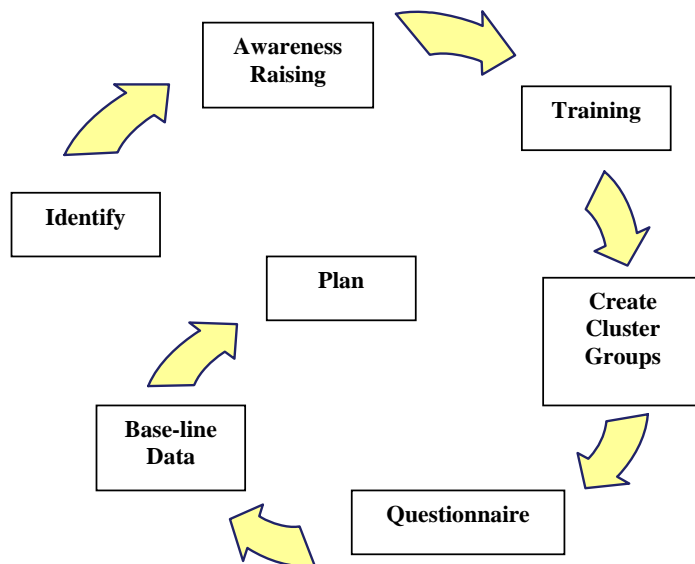 Awareness
Raising
Training
Identify
Plan
Create
Cluster
Groups
Base-line
Data
Questionnaire